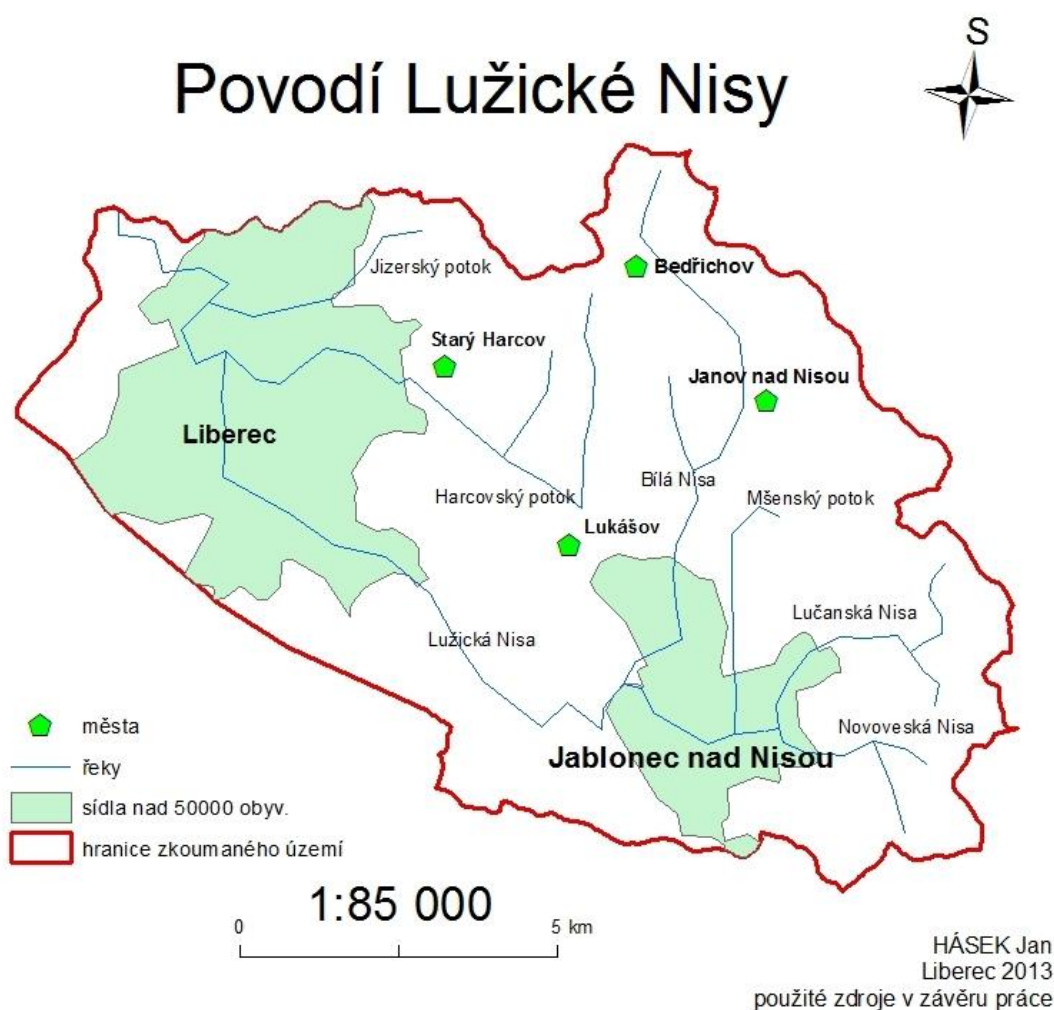 S
Povodí Lužické Nisy
Jizerský potok
Bedřichov
Starý Harcov
Janov nad Nisou
Liberec
Bílá Nisa
Harcovský potok
Mšenský potok
Lukášov
Lučanská Nisa
Lužická Nisa
Novoveská Nisa
Jablonec nad Nisou
města
řeky
sídla nad 50000 obyv.
hranice zkoumaného území
1:85 000
0 5 km
HÁSEK Jan
Liberec 2013
použité zdroje v závěru práce